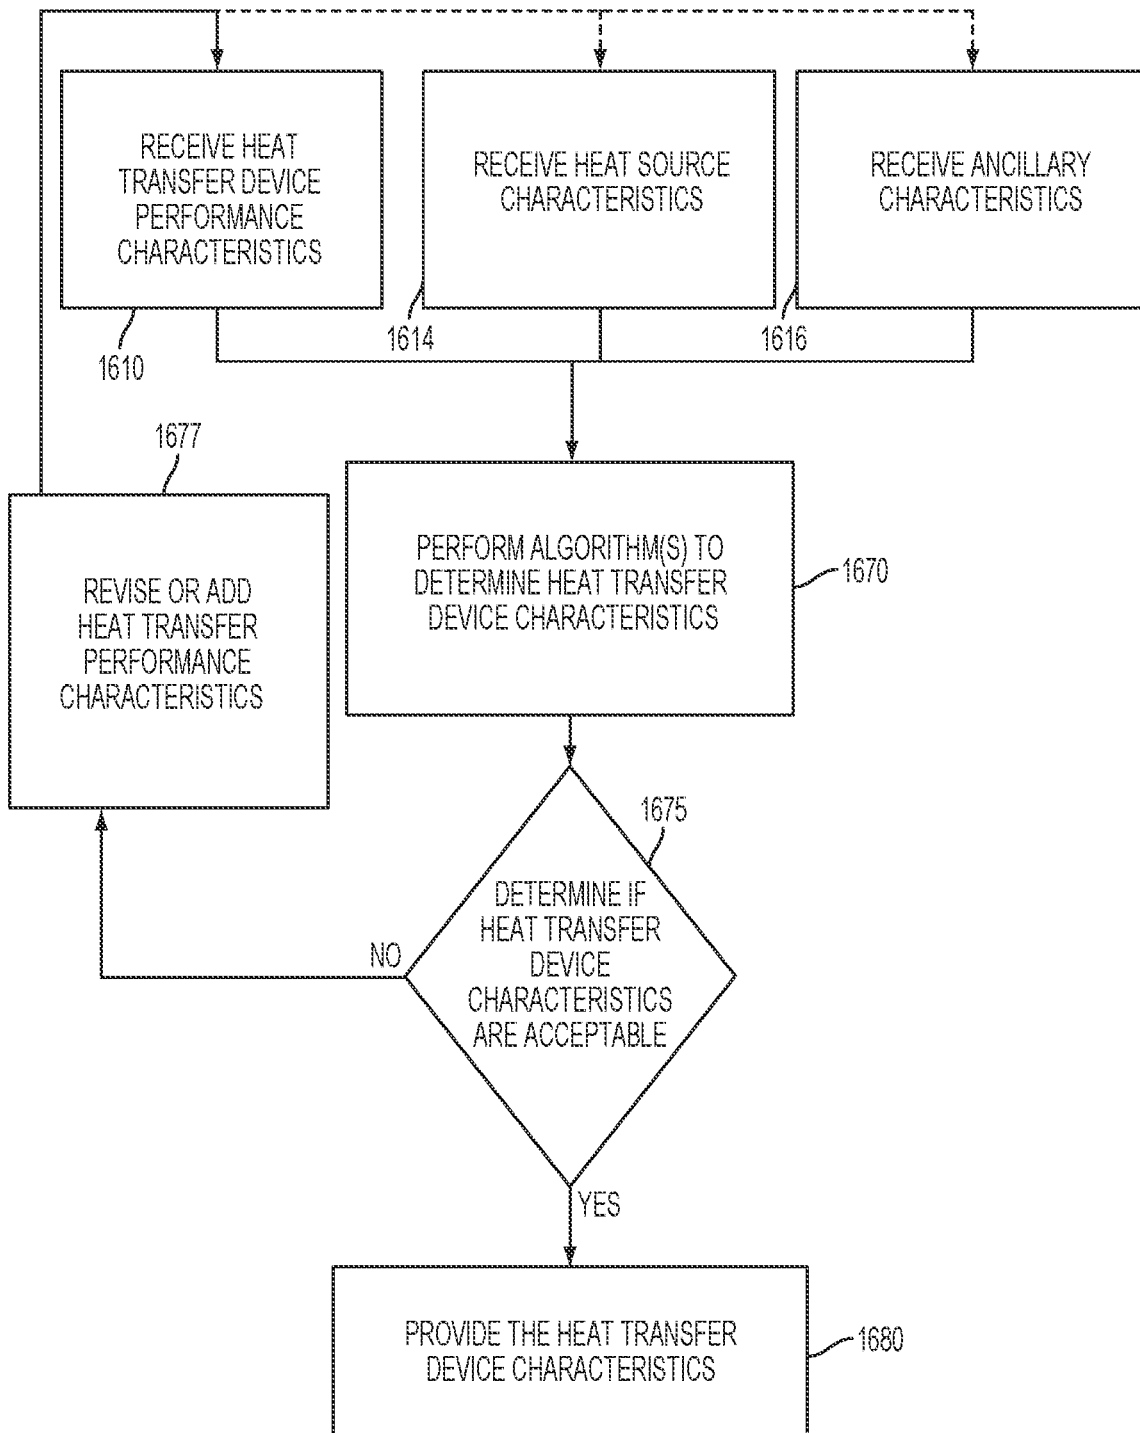 RECEIVE HEAT
TRANSFER DEVICE
PERFORMANCE
CHARACTERISTICS
1610
RECEIVE HEAT SOURCE
CHARACTERISTICS
1614
RECEIVE ANCILLARY
CHARACTERISTICS
1616
1677
REVISE OR ADD
HEAT TRANSFER
PERFORMANCE
CHARACTERISTICS
PERFORM ALGORITHM(S) TO
DETERMINE HEAT TRANSFER
DEVICE CHARACTERISTICS
1670
1675
DETERMINE IF
HEAT TRANSFER
DEVICE
CHARACTERISTICS
ARE ACCEPTABLE
NO
YES
PROVIDE THE HEAT TRANSFER
DEVICE CHARACTERISTICS
1680